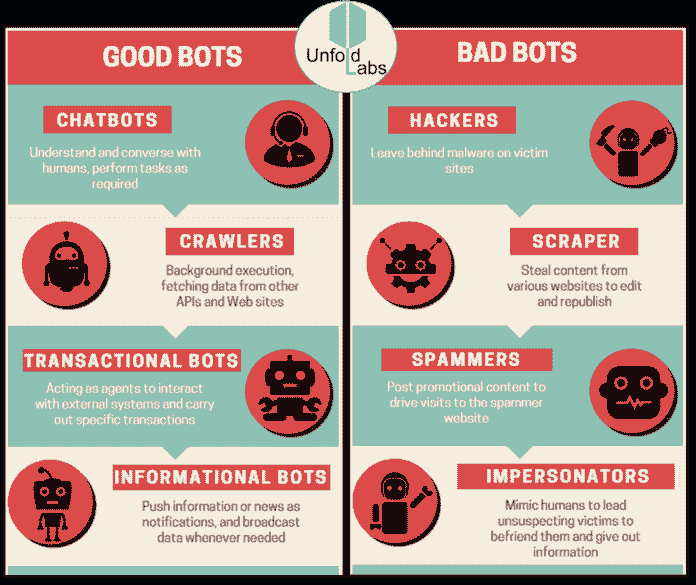 GOOD BOTS
Unfold
Labs
BAD BOTS
CHATBOTS
Understand and converse with
humans, perform tasks as
required
CRAWLERS
Background execution,
fetching data from other
APIs and Web sites
TRANSACTIONAL BOTS
Acting as agents to interact
with external systems and carry
out specific transactions
INFORMATIONAL BOTS
Push information or news as
notifications, and broadcast
data whenever needed
HACKERS
Leave behind malware on victim
sites
SCRAPER
Steal content from
various websites to edit
and republish
SPAMMERS
Post promotional content to
drive visits to the spammer
website
IMPERSONATORS
Mimic humans to lead
unsuspecting victims to
befriend them and give out
information